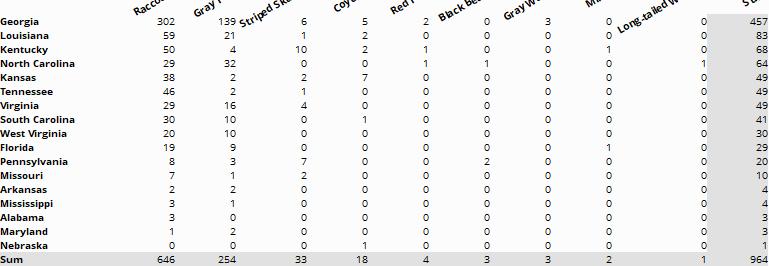 Racco Gray Striped Sk Coyo Red Black Be Gray W M Long-tailed W
Georgia 302 139 6 5 2 0 3 0 0 457
Louisiana 59 21 1 2 0 0 0 0 0 83
Kentucky 50 4 10 2 1 0 0 1 0 68
North Carolina 29 32 0 0 1 1 0 0 1 64
Kansas 38 2 2 7 0 0 0 0 0 49
Tennessee 46 2 1 0 0 0 0 0 0 49
Virginia 29 16 4 0 0 0 0 0 0 49
South Carolina 30 10 0 1 0 0 0 0 0 41
West Virginia 20 10 0 0 0 0 0 0 0 30
Florida 19 9 0 0 0 0 0 1 0 29
Pennsylvania 8 3 7 0 0 2 0 0 0 20
Missouri 7 1 2 0 0 0 0 0 0 10
Arkansas 2 2 0 0 0 0 0 0 0 4
Mississippi 3 1 0 0 0 0 0 0 0 4
Alabama 3 0 0 0 0 0 0 0 0 3
Maryland 1 2 0 0 0 0 0 0 0 3
Nebraska 0 0 0 1 0 0 0 0 0 1
Sum 646 254 33 18 4 3 3 2 1 964